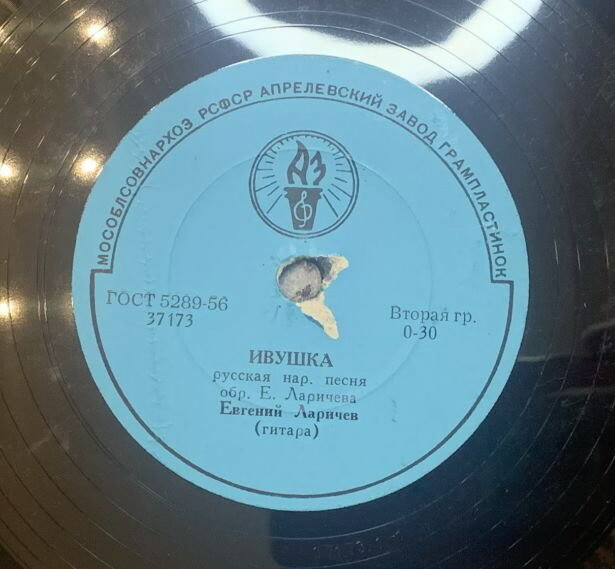 МОСОБЛСОВНАРХОЗ РСФСР АПРЕЛЕВСКИЙ ЗАВОД ГРАМПЛАСТИНОК
АЗ
ГОСТ 5289-56
37173
Вторая гр.
0-30
ИВУШКА
русская нар. песня
обр. Е. Ларичева
Евгений Ларичев
(гитара)